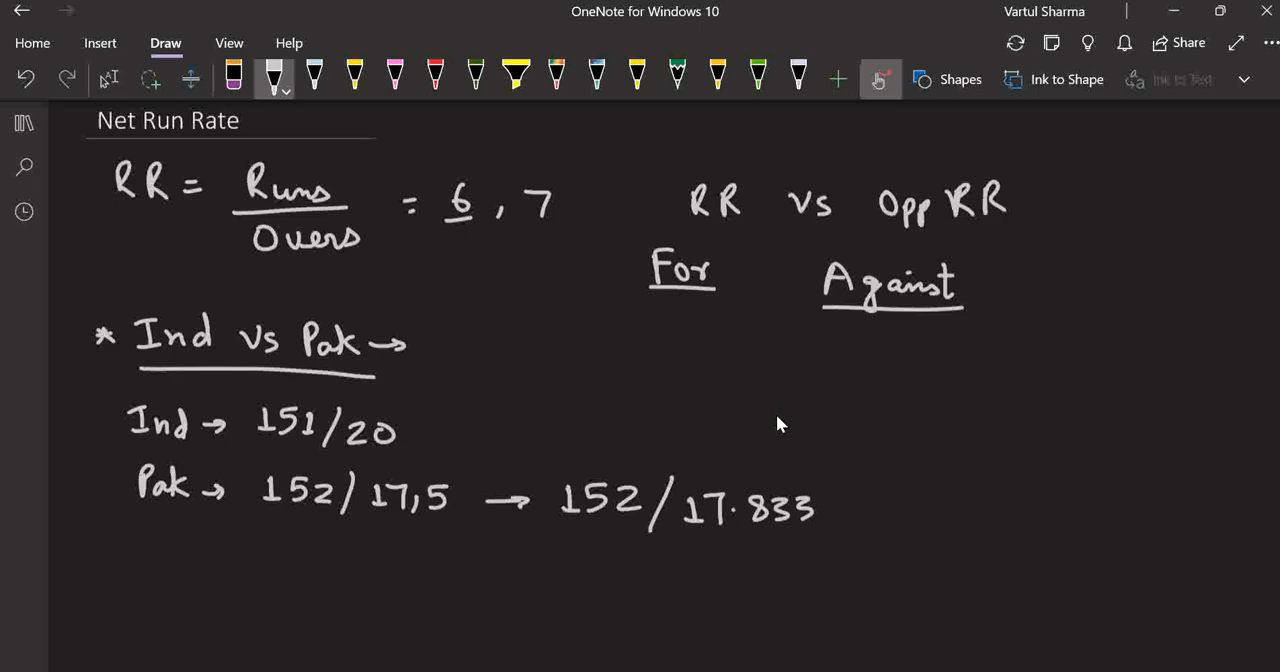 OneNote for Windows 10
Vartul Sharma
Home Insert Draw View Help
Share
Shapes Ink to Shape Ink to Text
Net Run Rate
RR = Runs / Overs = 6, 7
RR vs Opp RR
For Against
* Ind vs Pak →
Ind → 151/20
Pak → 152/17,5 → 152/17.833